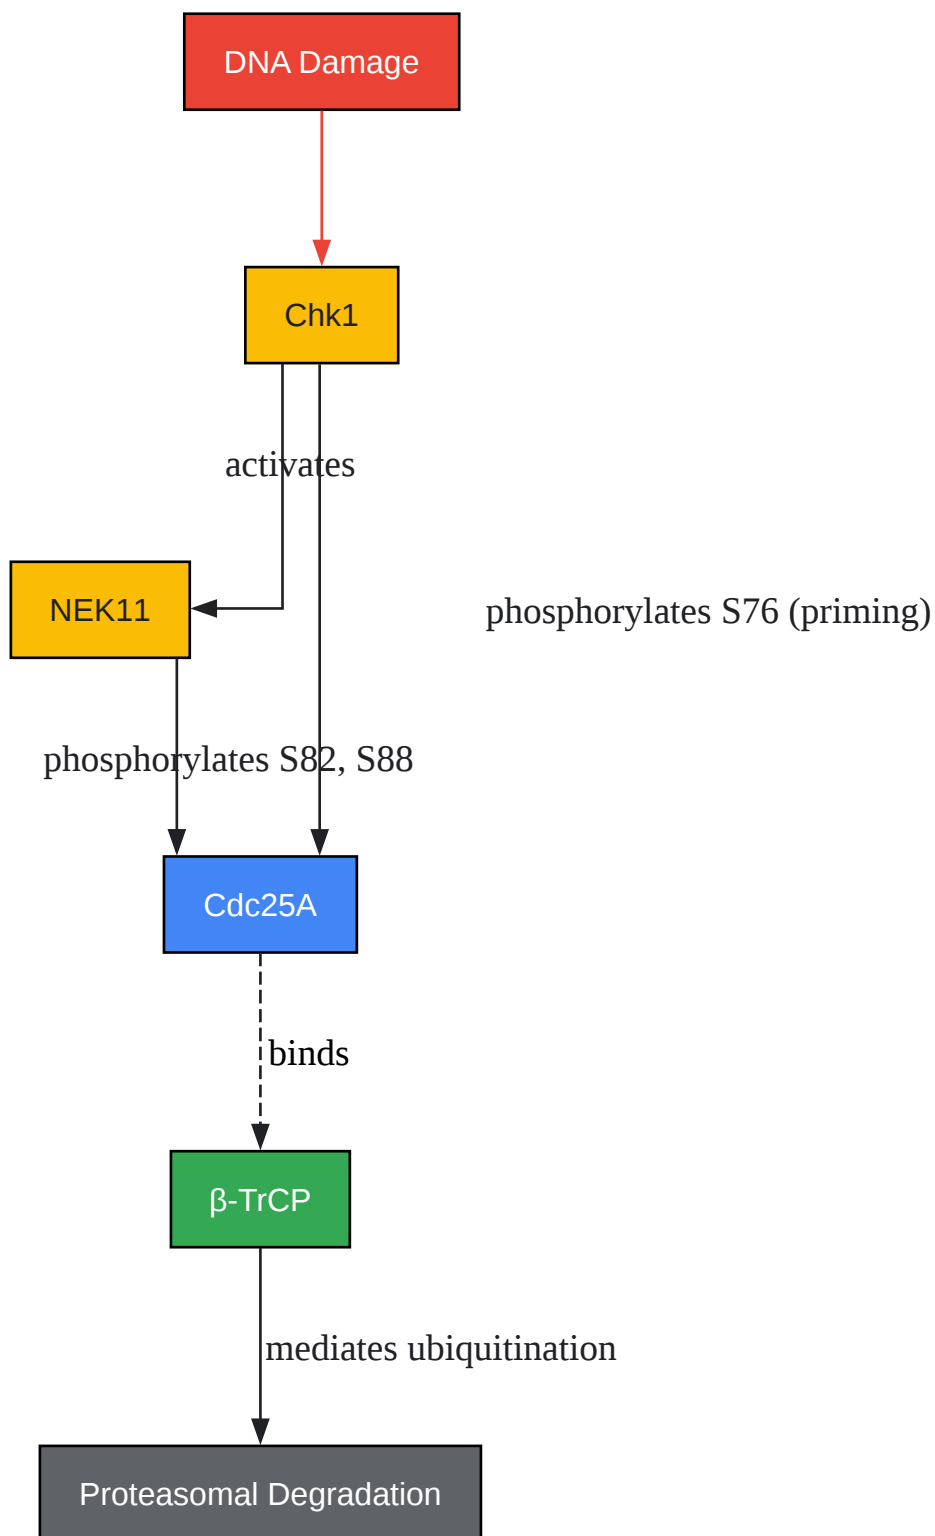 DNA Damage
Chk1
activates
NEK11
phosphorylates S76 (priming)
phosphorylates S82, S88
Cdc25A
binds
β-TrCP
mediates ubiquitination
Proteasomal Degradation